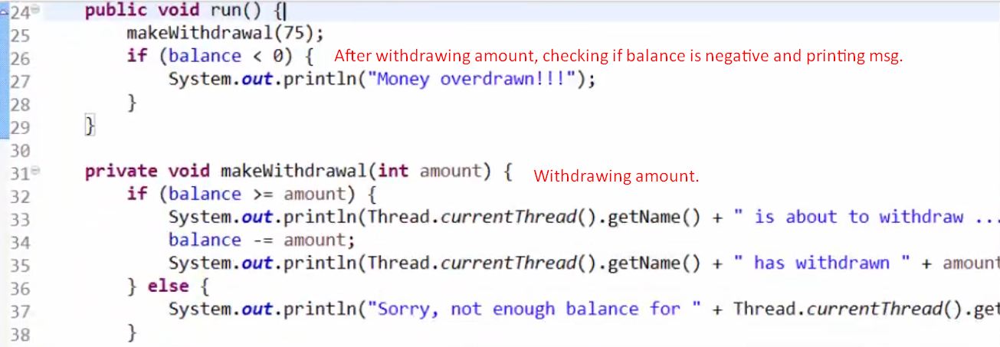 24 public void run() {
25 makeWithdrawal(75);
26 if (balance < 0) { After withdrawing amount, checking if balance is negative and printing msg.
27 System.out.println("Money overdrawn!!!");
28 }
29 }
30
31 private void makeWithdrawal(int amount) { Withdrawing amount.
32 if (balance >= amount) {
33 System.out.println(Thread.currentThread().getName() + " is about to withdraw ...
34 balance -= amount;
35 System.out.println(Thread.currentThread().getName() + " has withdrawn " + amount
36 } else {
37 System.out.println("Sorry, not enough balance for " + Thread.currentThread().get
38 }